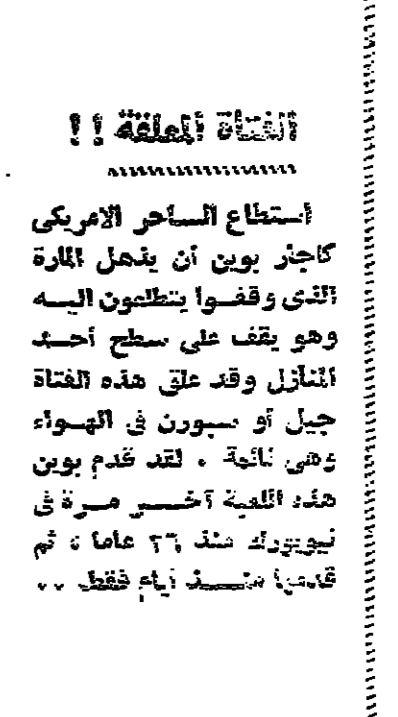 الفتاة المعلقة ! !
استطاع الساحر الامريكى
كاجار بوين أن يذهل المارة
الذى وقفوا يتطلعون اليه
وهو يقف على سطح أحد
المنازل وقد علق هذه الفتاة
جيل أو سبورن فى الهواء
وهى نائمة . لقد قدم بوين
هذه اللعبة آخر مرة فى
نيويورك منذ ٢٦ عاما ، ثم
قدمها منذ أيام فقط . .